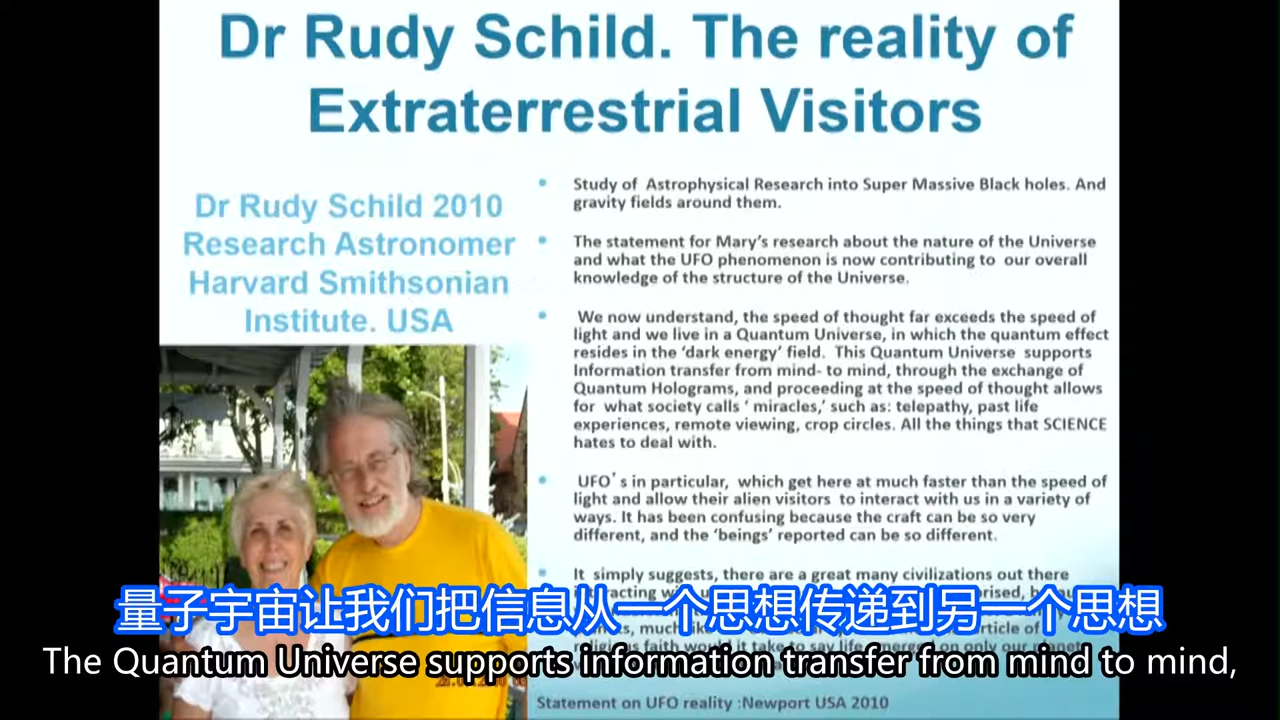 Dr Rudy Schild. The reality of
Extraterrestrial Visitors
Dr Rudy Schild 2010
Research Astronomer
Harvard Smithsonian
Institute. USA
• Study of Astrophysical Research into Super Massive Black holes. And
gravity fields around them.
• The statement for Mary's research about the nature of the Universe
and what the UFO phenomenon is now contributing to our overall
knowledge of the structure of the Universe.
• We now understand, the speed of thought far exceeds the speed of
light and we live in a Quantum Universe, in which the quantum effect
resides in the 'dark energy' field. This Quantum Universe supports
Information transfer from mind- to mind, through the exchange of
Quantum Holograms, and proceeding at the speed of thought allows
for what society calls ' miracles,' such as: telepathy, past life
experiences, remote viewing, crop circles. All the things that SCIENCE
hates to deal with.
• UFO's in particular, which get here at much faster than the speed of
light and allow their alien visitors to interact with us in a variety of
ways. It has been confusing because the craft can be so very
different, and the 'beings' reported can be so different.
• It simply suggests, there are a great many civilizations out there
量子宇宙让我们把信息从一个思想传递到另一个思想
The Quantum Universe supports information transfer from mind to mind,
Statement on UFO reality :Newport USA 2010